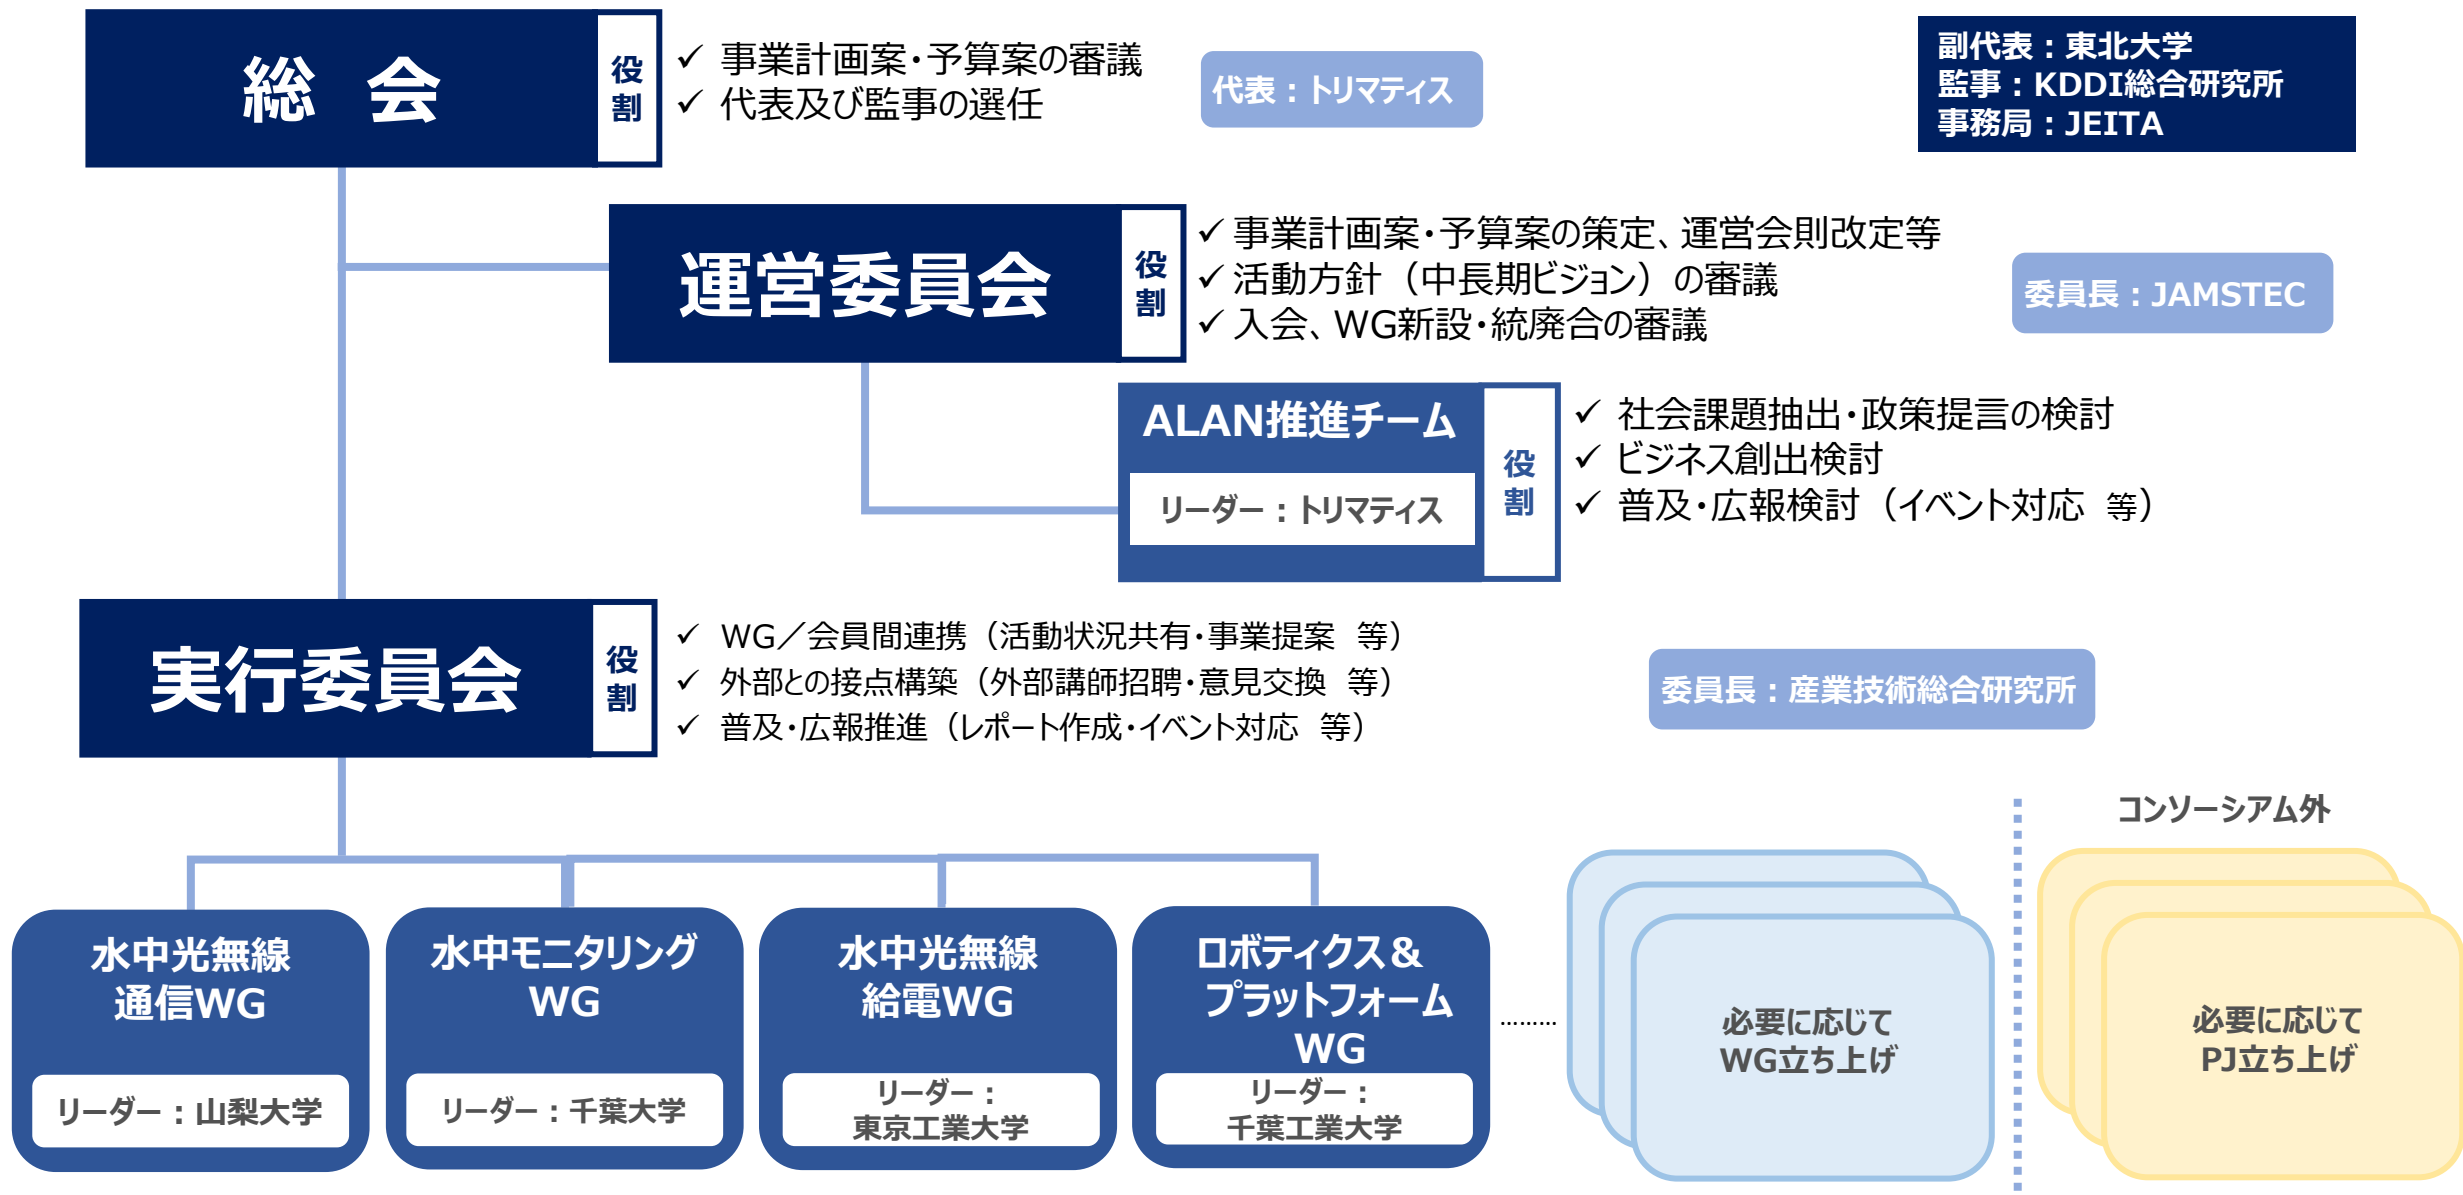 総　会
役
割
✓ 事業計画案・予算案の審議
✓ 代表及び監事の選任
代表：トリマティス
副代表：東北大学
監事：KDDI総合研究所
事務局：JEITA
運営委員会
役
割
✓ 事業計画案・予算案の策定、運営会則改定等
✓ 活動方針（中長期ビジョン）の審議
✓ 入会、WG新設・統廃合の審議
委員長：JAMSTEC
ALAN推進チーム
リーダー：トリマティス
役
割
✓ 社会課題抽出・政策提言の検討
✓ ビジネス創出検討
✓ 普及・広報検討（イベント対応　等）
実行委員会
役
割
✓ WG／会員間連携（活動状況共有・事業提案　等）
✓ 外部との接点構築（外部講師招聘・意見交換　等）
✓ 普及・広報推進（レポート作成・イベント対応　等）
委員長：産業技術総合研究所
水中光無線
通信WG
リーダー：山梨大学
水中モニタリング
WG
リーダー：千葉大学
水中光無線
給電WG
リーダー：
東京工業大学
ロボティクス＆
プラットフォーム
WG
リーダー：
千葉工業大学
………
必要に応じて
WG立ち上げ
コンソーシアム外
必要に応じて
PJ立ち上げ